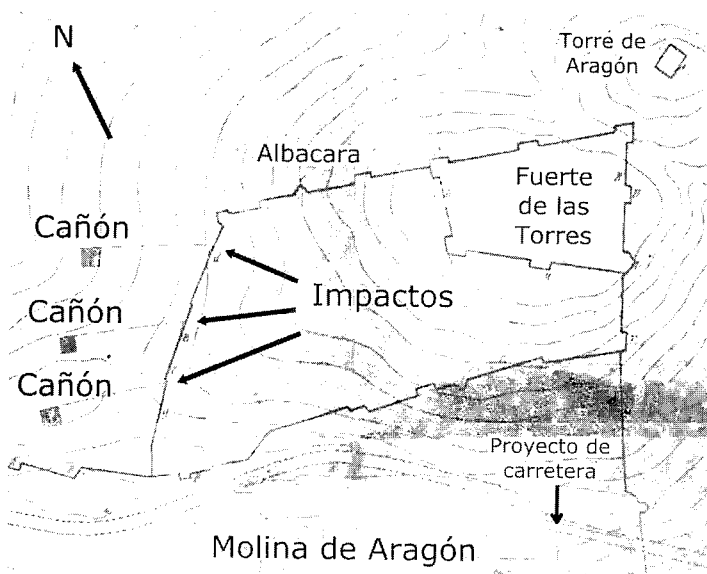 N
Torre de
Aragón
Albacara
Fuerte
de las
Torres
Cañón
Impactos
Cañón
Cañón
Proyecto de
carretera
Molina de Aragón